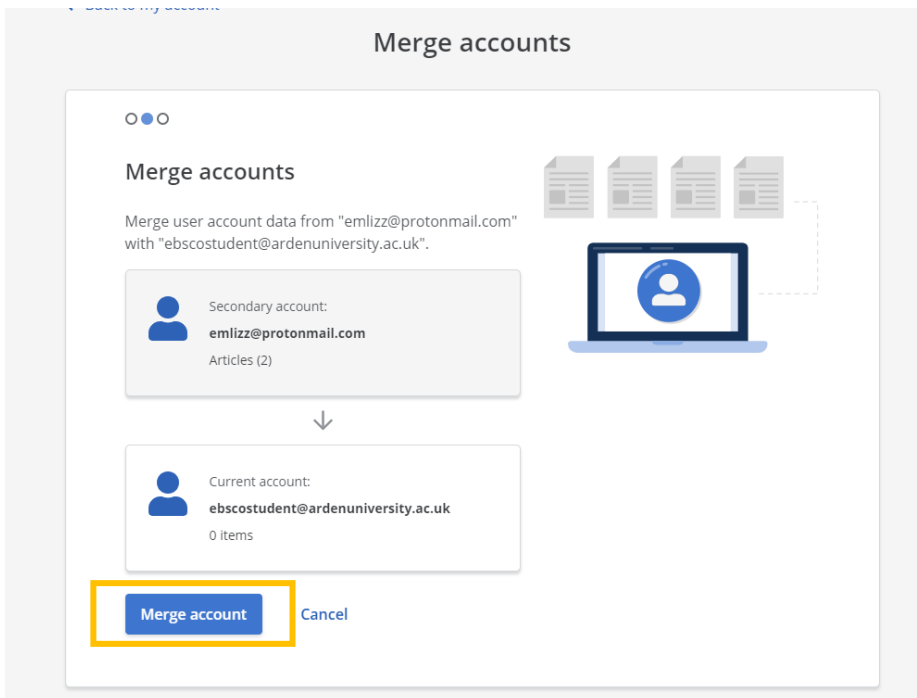 Back to my account
Merge accounts
Merge accounts
Merge user account data from "emlizz@protonmail.com"
with "ebscostudent@ardenuniversity.ac.uk".
Secondary account:
emlizz@protonmail.com
Articles (2)
Current account:
ebscostudent@ardenuniversity.ac.uk
0 items
Merge account
Cancel